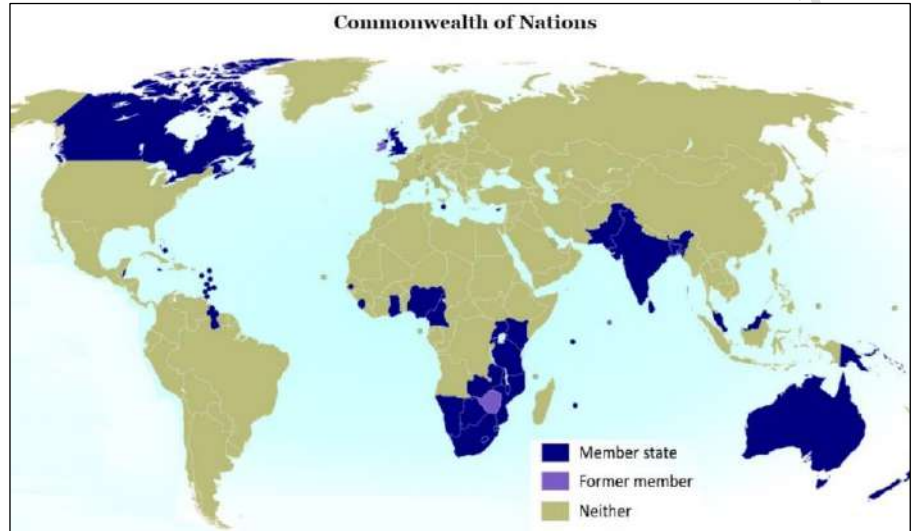 Commonwealth of Nations
Member state
Former member
Neither